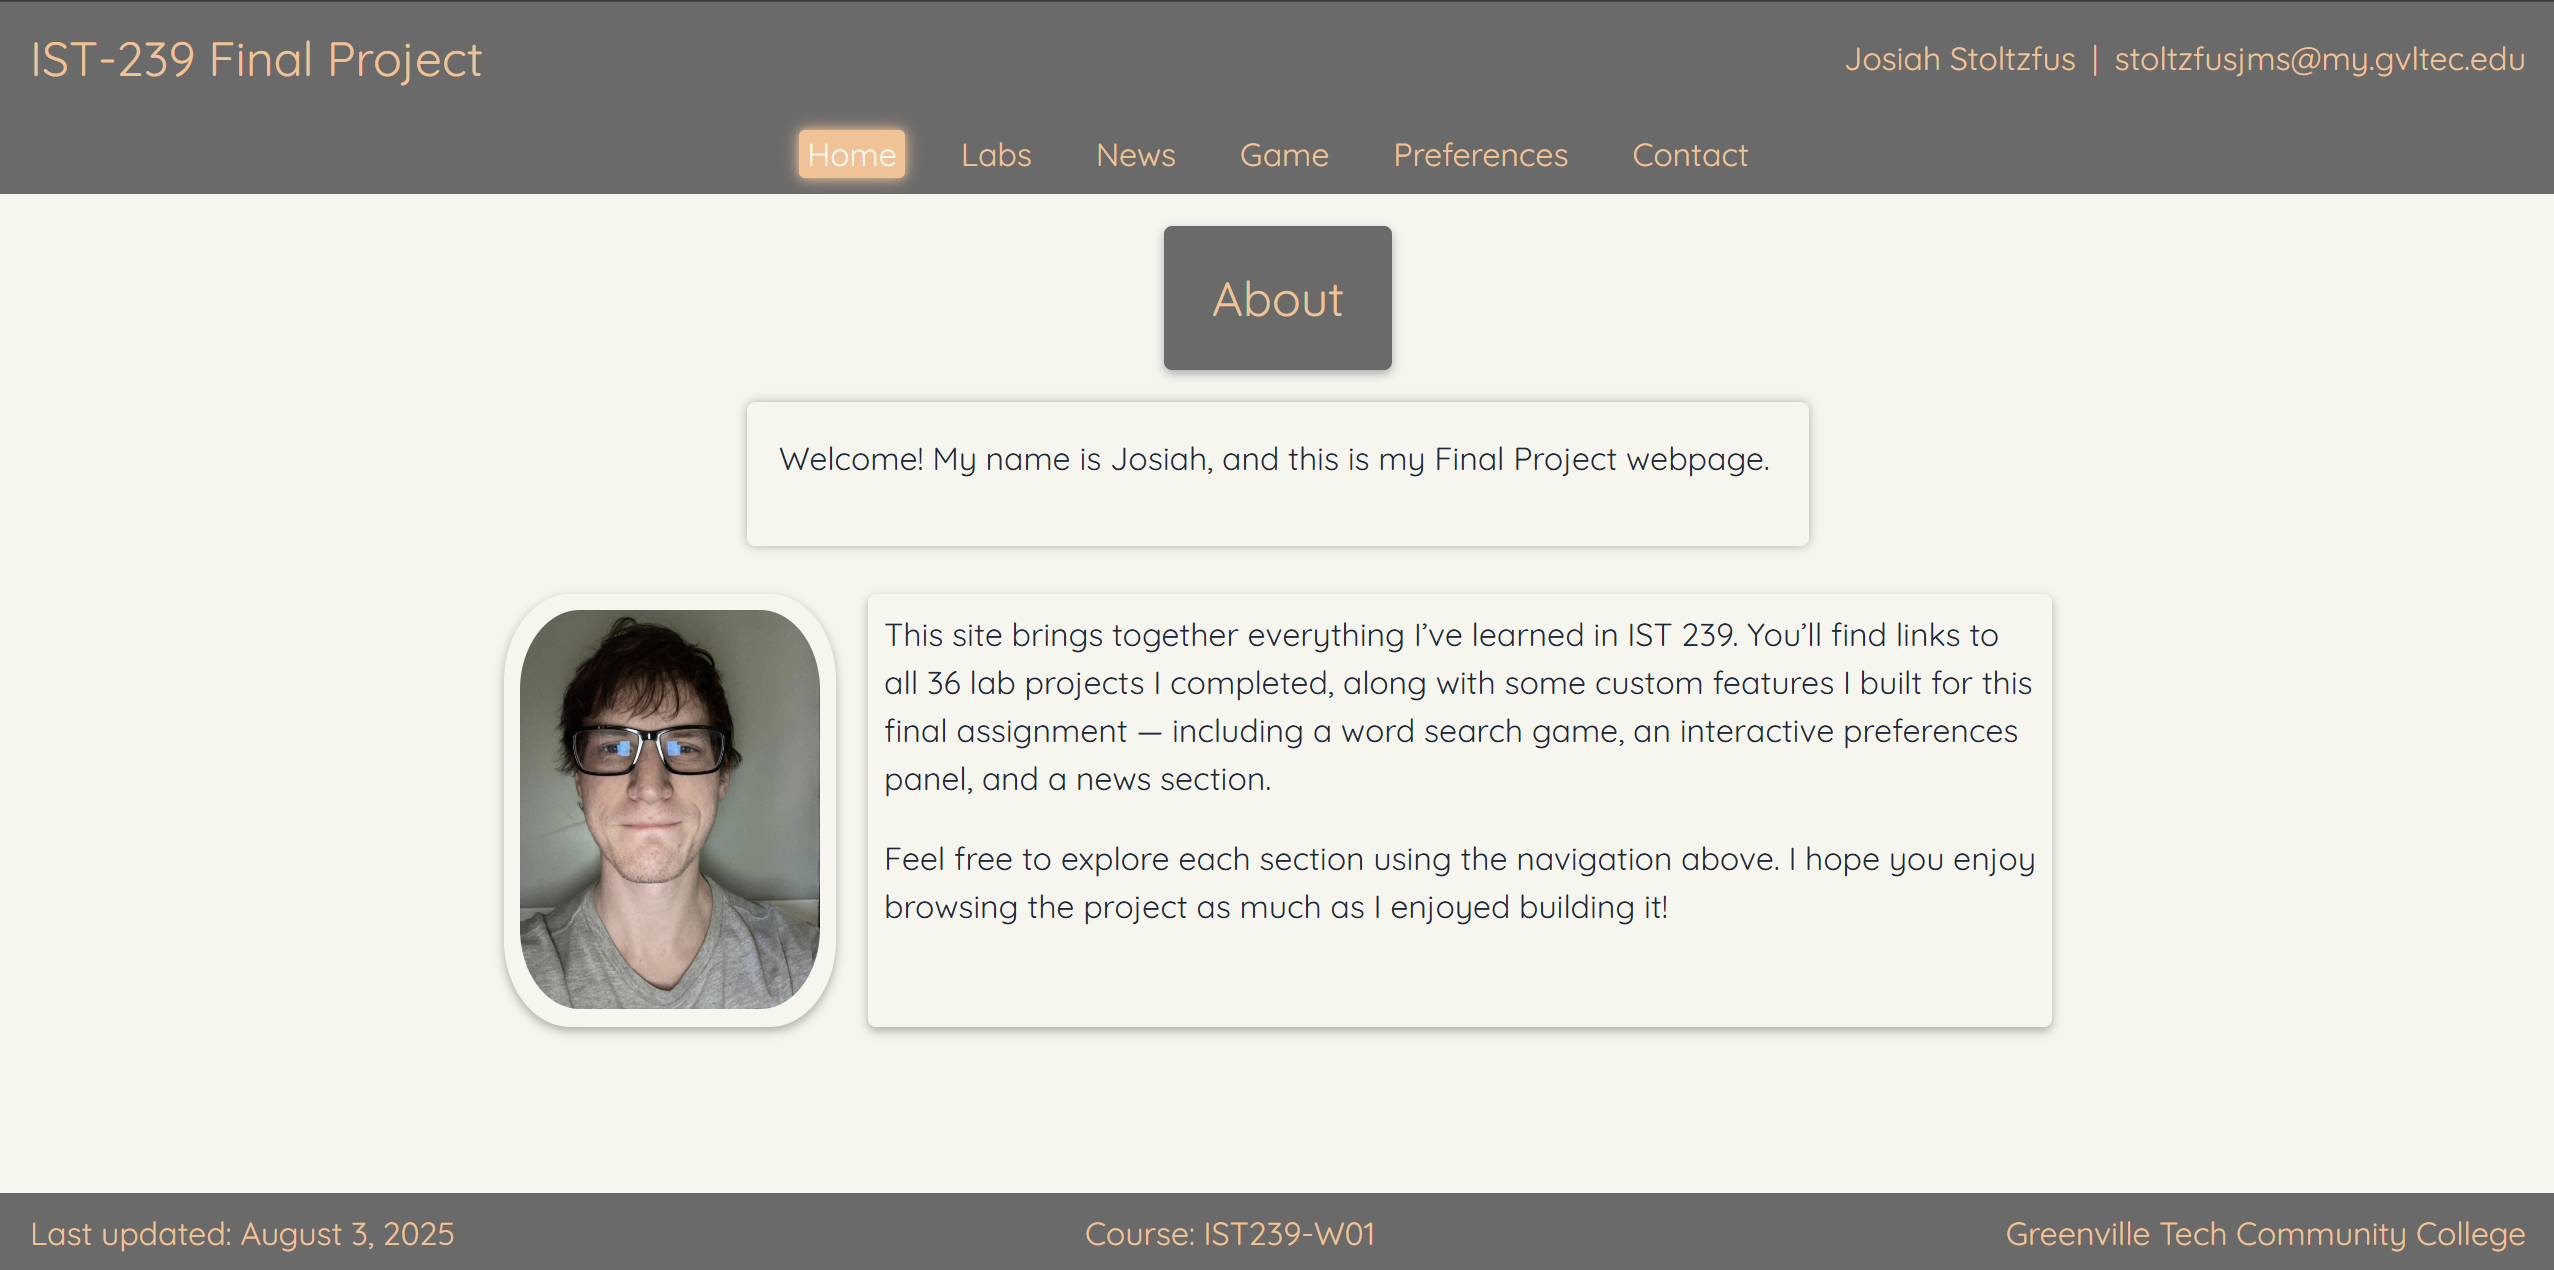 IST-239 Final Project
Josiah Stoltzfus | stoltzfusjms@my.gvltec.edu
Home Labs News Game Preferences Contact
About
Welcome! My name is Josiah, and this is my Final Project webpage.
This site brings together everything I’ve learned in IST 239. You’ll find links to
all 36 lab projects I completed, along with some custom features I built for this
final assignment — including a word search game, an interactive preferences
panel, and a news section.
Feel free to explore each section using the navigation above. I hope you enjoy
browsing the project as much as I enjoyed building it!
Last updated: August 3, 2025
Course: IST239-W01
Greenville Tech Community College